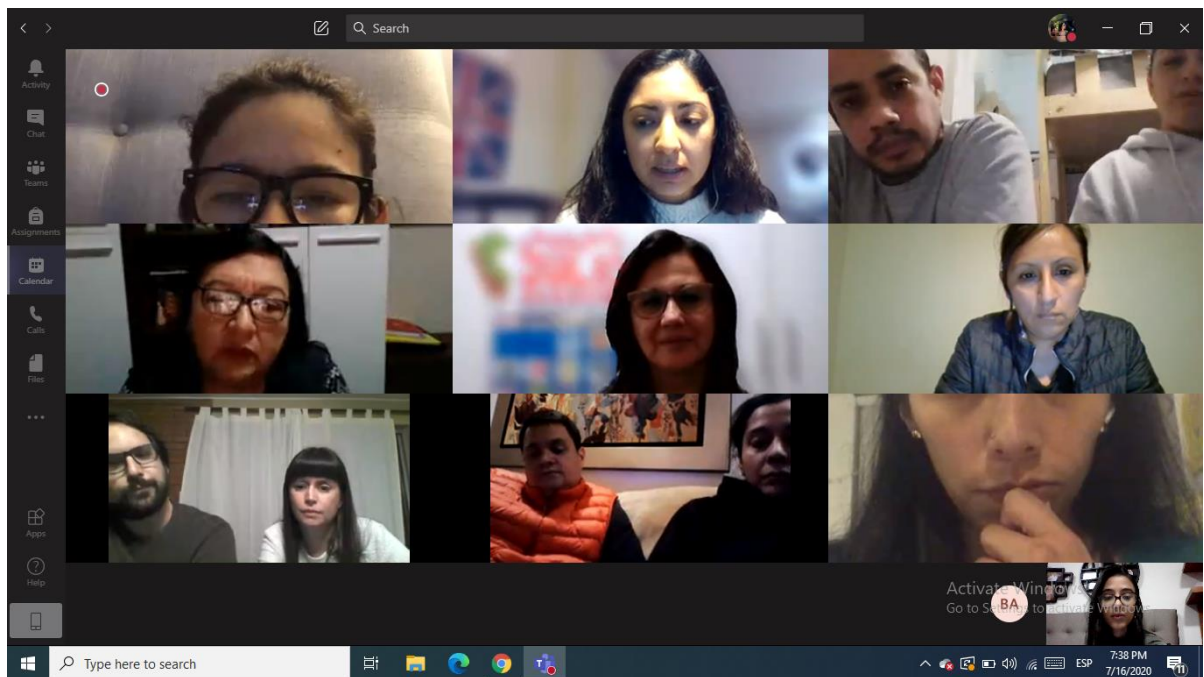 Search
Activity
Chat
Teams
Assignments
Calendar
Calls
Files
Apps
Help
Activate Windows
Go to Settings to activate Windows.
BA
Type here to search
ESP
7:38 PM
7/16/2020
11